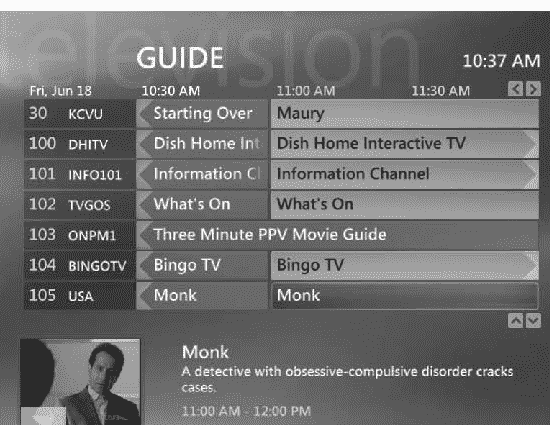 elevision
GUIDE
10:37 AM
Fri, Jun 18 10:30 AM 11:00 AM 11:30 AM
30 KCVU Starting Over Maury
100 DHITV Dish Home Int Dish Home Interactive TV
101 INFO101 Information Cl Information Channel
102 TVGOS What's On What's On
103 ONPM1 Three Minute PPV Movie Guide
104 BINGOTV Bingo TV Bingo TV
105 USA Monk Monk
Monk
A detective with obsessive-compulsive disorder cracks
cases.
11:00 AM - 12:00 PM